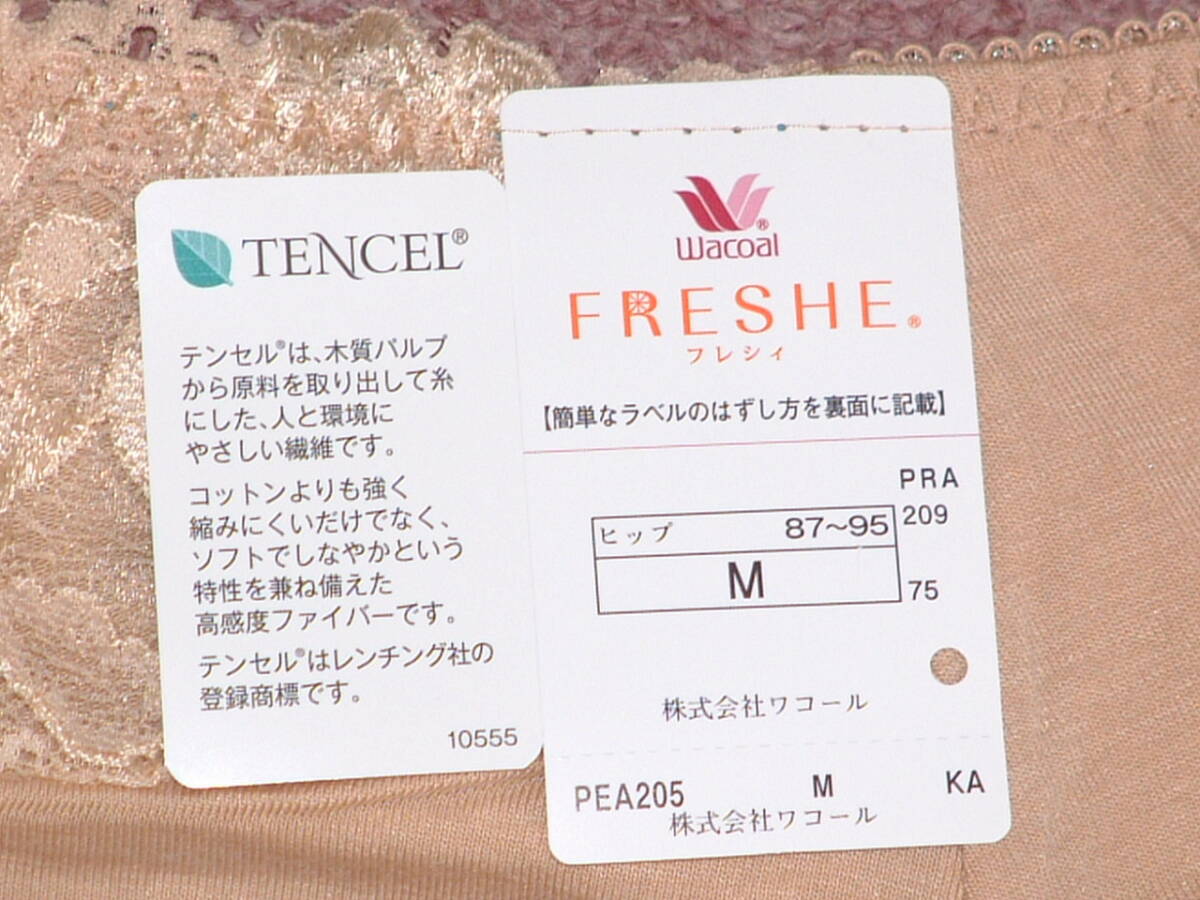 TENCEL®
テンセル®は、木質パルプ
から原料を取り出して糸
にした、人と環境に
やさしい繊維です。
コットンよりも強く
縮みにくいだけでなく、
ソフトでしなやかという
特性を兼ね備えた
高感度ファイバーです。
テンセル®はレンチング社の
登録商標です。
10555
Wacoal®
FRESHE®
フレシィ
【簡単なラベルのはずし方を裏面に記載】
PRA
ヒップ 87〜95 209
M 75
株式会社ワコール
PEA205 M KA
株式会社ワコール